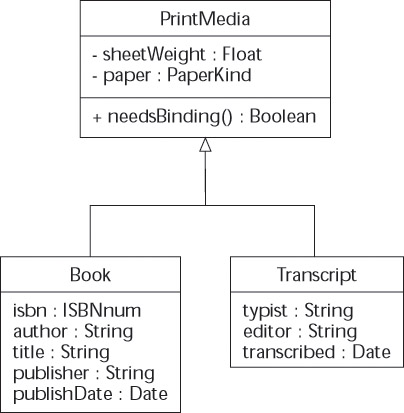 PrintMedia
- sheetWeight : Float
- paper : PaperKind
+ needsBinding() : Boolean
Book
isbn : ISBNnum
author : String
title : String
publisher : String
publishDate : Date
Transcript
typist : String
editor : String
transcribed : Date